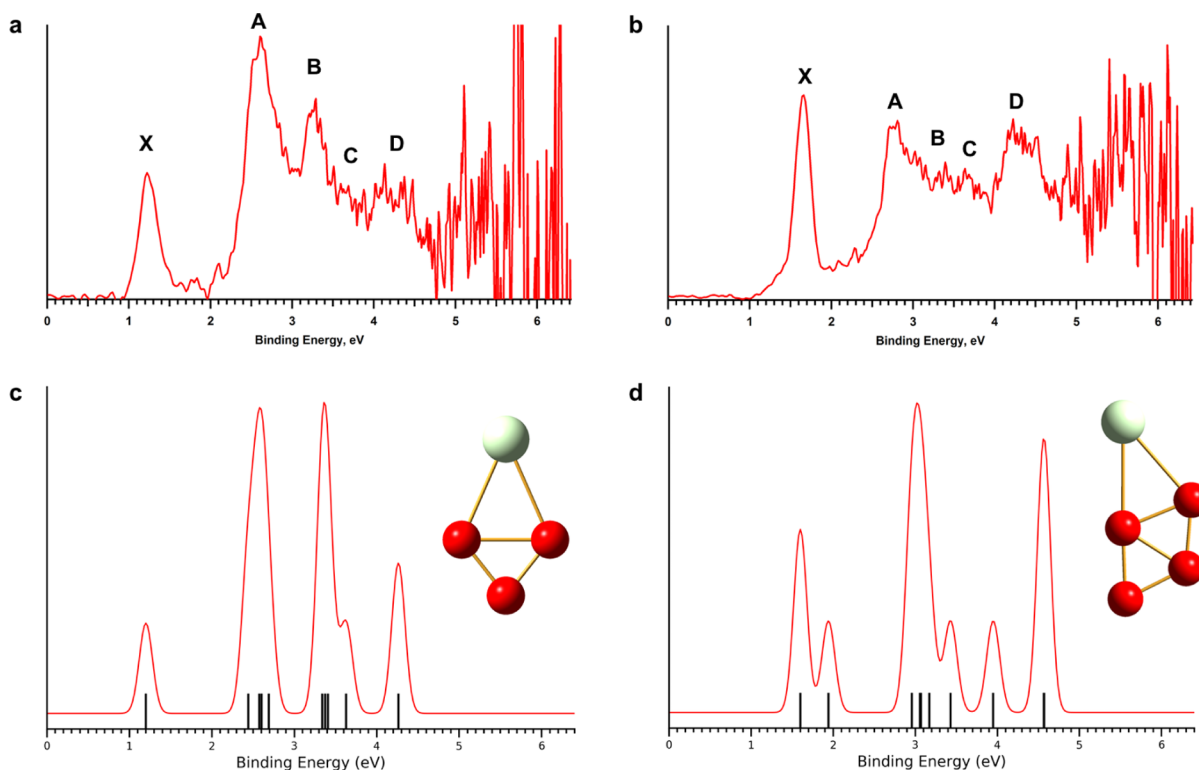 a
A
B
X
C
D
0 1 2 3 4 5 6
Binding Energy, eV
b
X
A
B
C
D
0 1 2 3 4 5 6
Binding Energy, eV
c
0 1 2 3 4 5 6
Binding Energy (eV)
d
0 1 2 3 4 5 6
Binding Energy (eV)